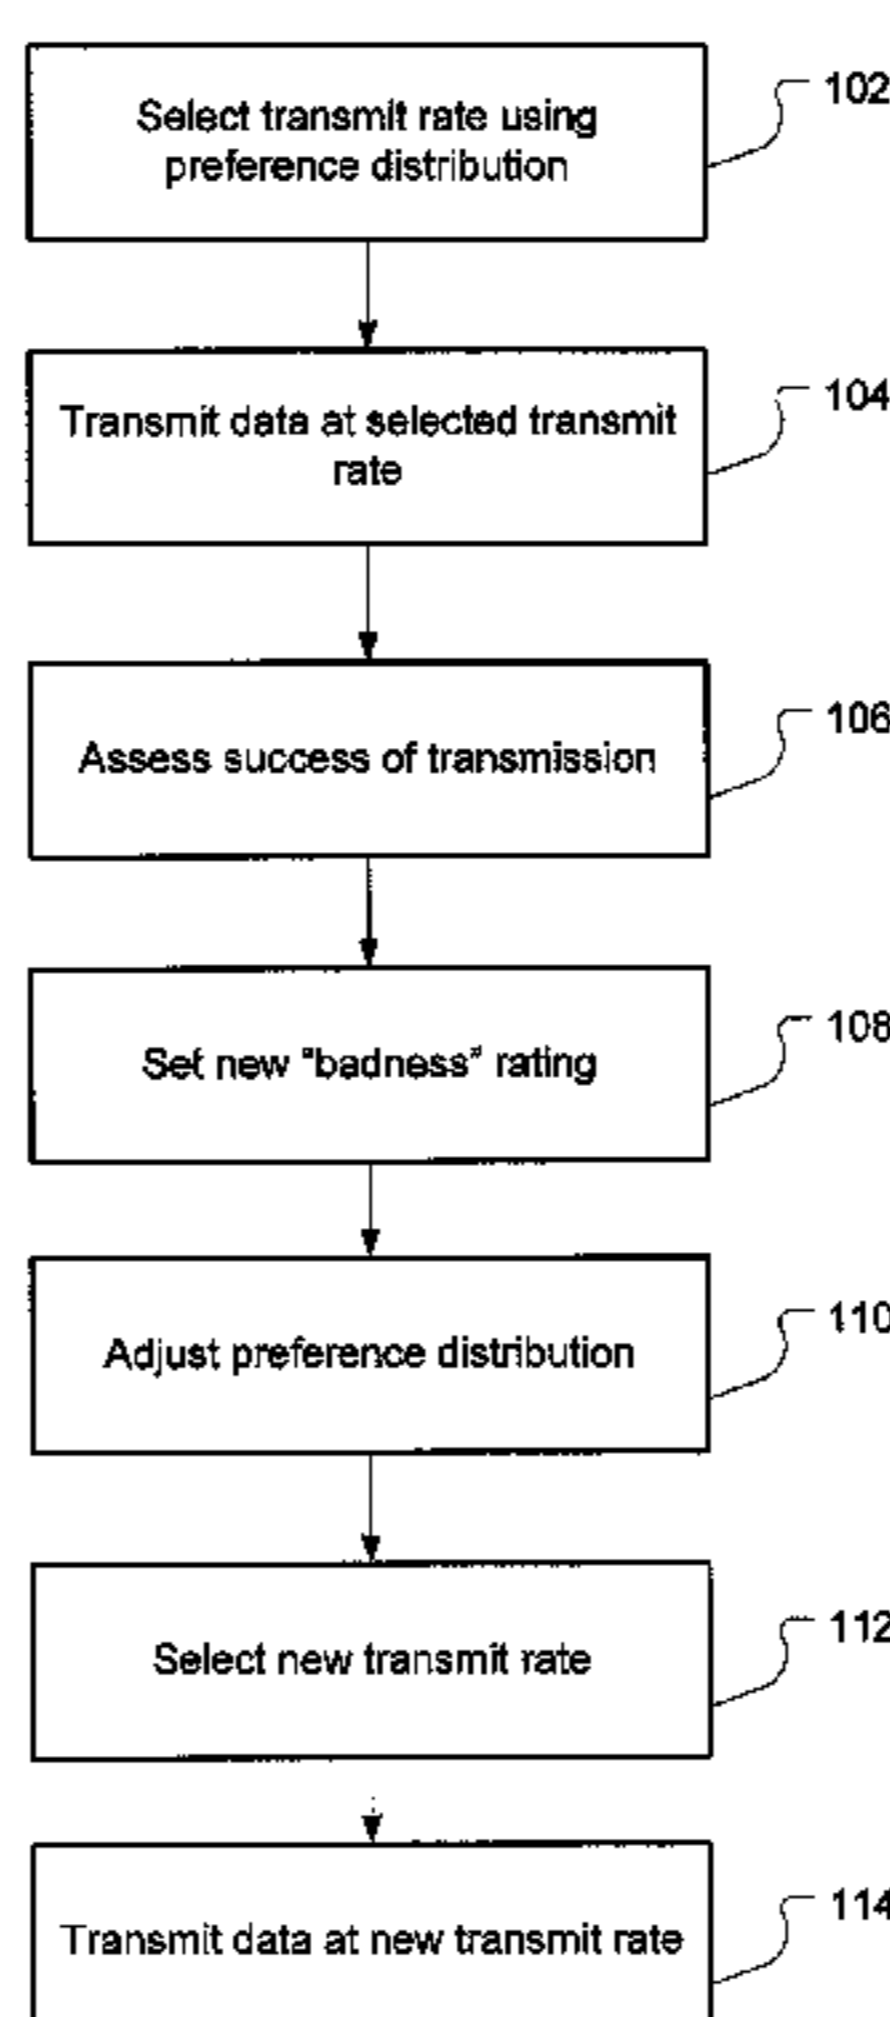 Select transmit rate using
preference distribution
102
Transmit data at selected transmit
rate
104
Assess success of transmission
106
Set new "badness" rating
108
Adjust preference distribution
110
Select new transmit rate
112
Transmit data at new transmit rate
114